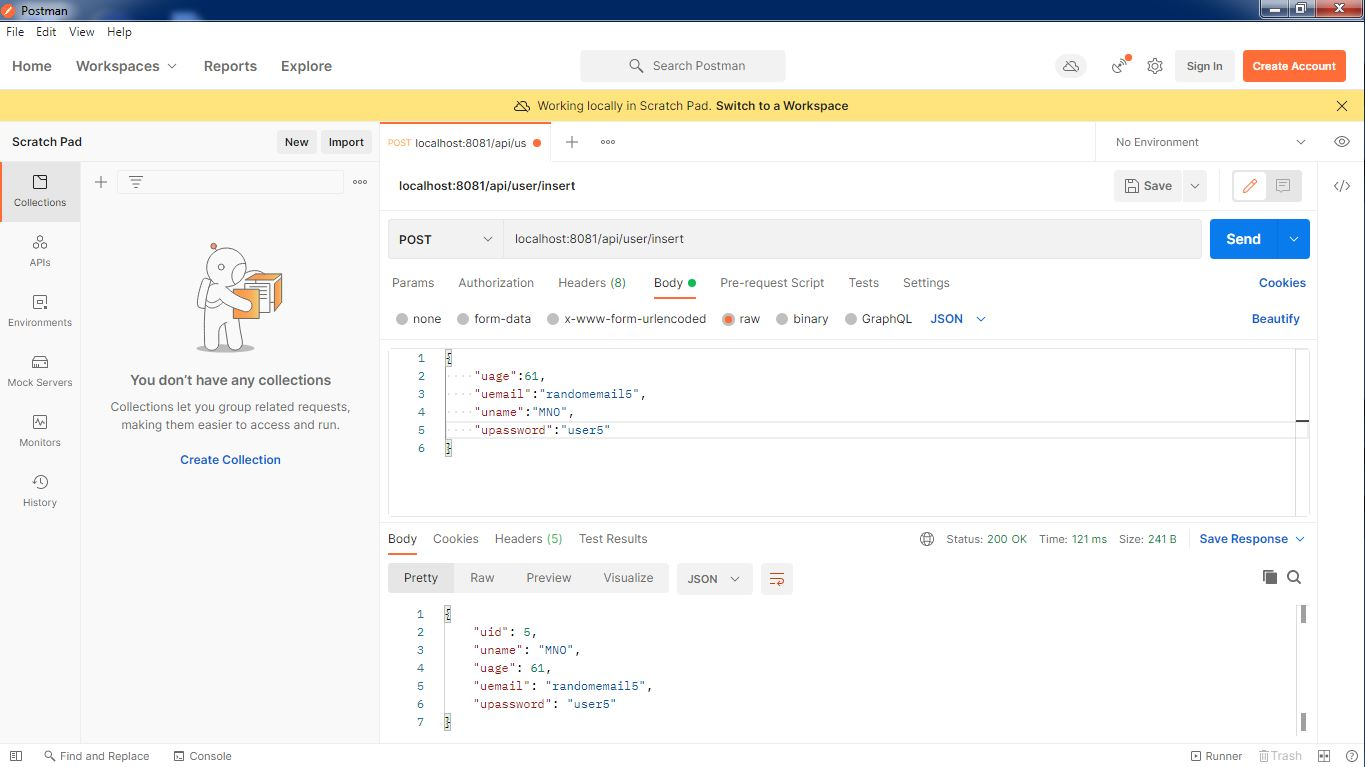 Postman
File Edit View Help
Home Workspaces Reports Explore Search Postman Sign In Create Account
Working locally in Scratch Pad. Switch to a Workspace
Scratch Pad New Import POST localhost:8081/api/us No Environment
Collections
APIs
Environments
Mock Servers
Monitors
History
You don't have any collections
Collections let you group related requests,
making them easier to access and run.
Create Collection
localhost:8081/api/user/insert Save
POST localhost:8081/api/user/insert Send
Params Authorization Headers (8) Body Pre-request Script Tests Settings Cookies
none form-data x-www-form-urlencoded raw binary GraphQL JSON Beautify
1 {
2 "uage":61,
3 "uemail":"randomemail5",
4 "uname":"MNO",
5 "upassword":"user5"
6 }
Body Cookies Headers (5) Test Results Status: 200 OK Time: 121 ms Size: 241 B Save Response
Pretty Raw Preview Visualize JSON
1 {
2 "uid": 5,
3 "uname": "MNO",
4 "uage": 61,
5 "uemail": "randomemail5",
6 "upassword": "user5"
7 }
Find and Replace Console Runner Trash